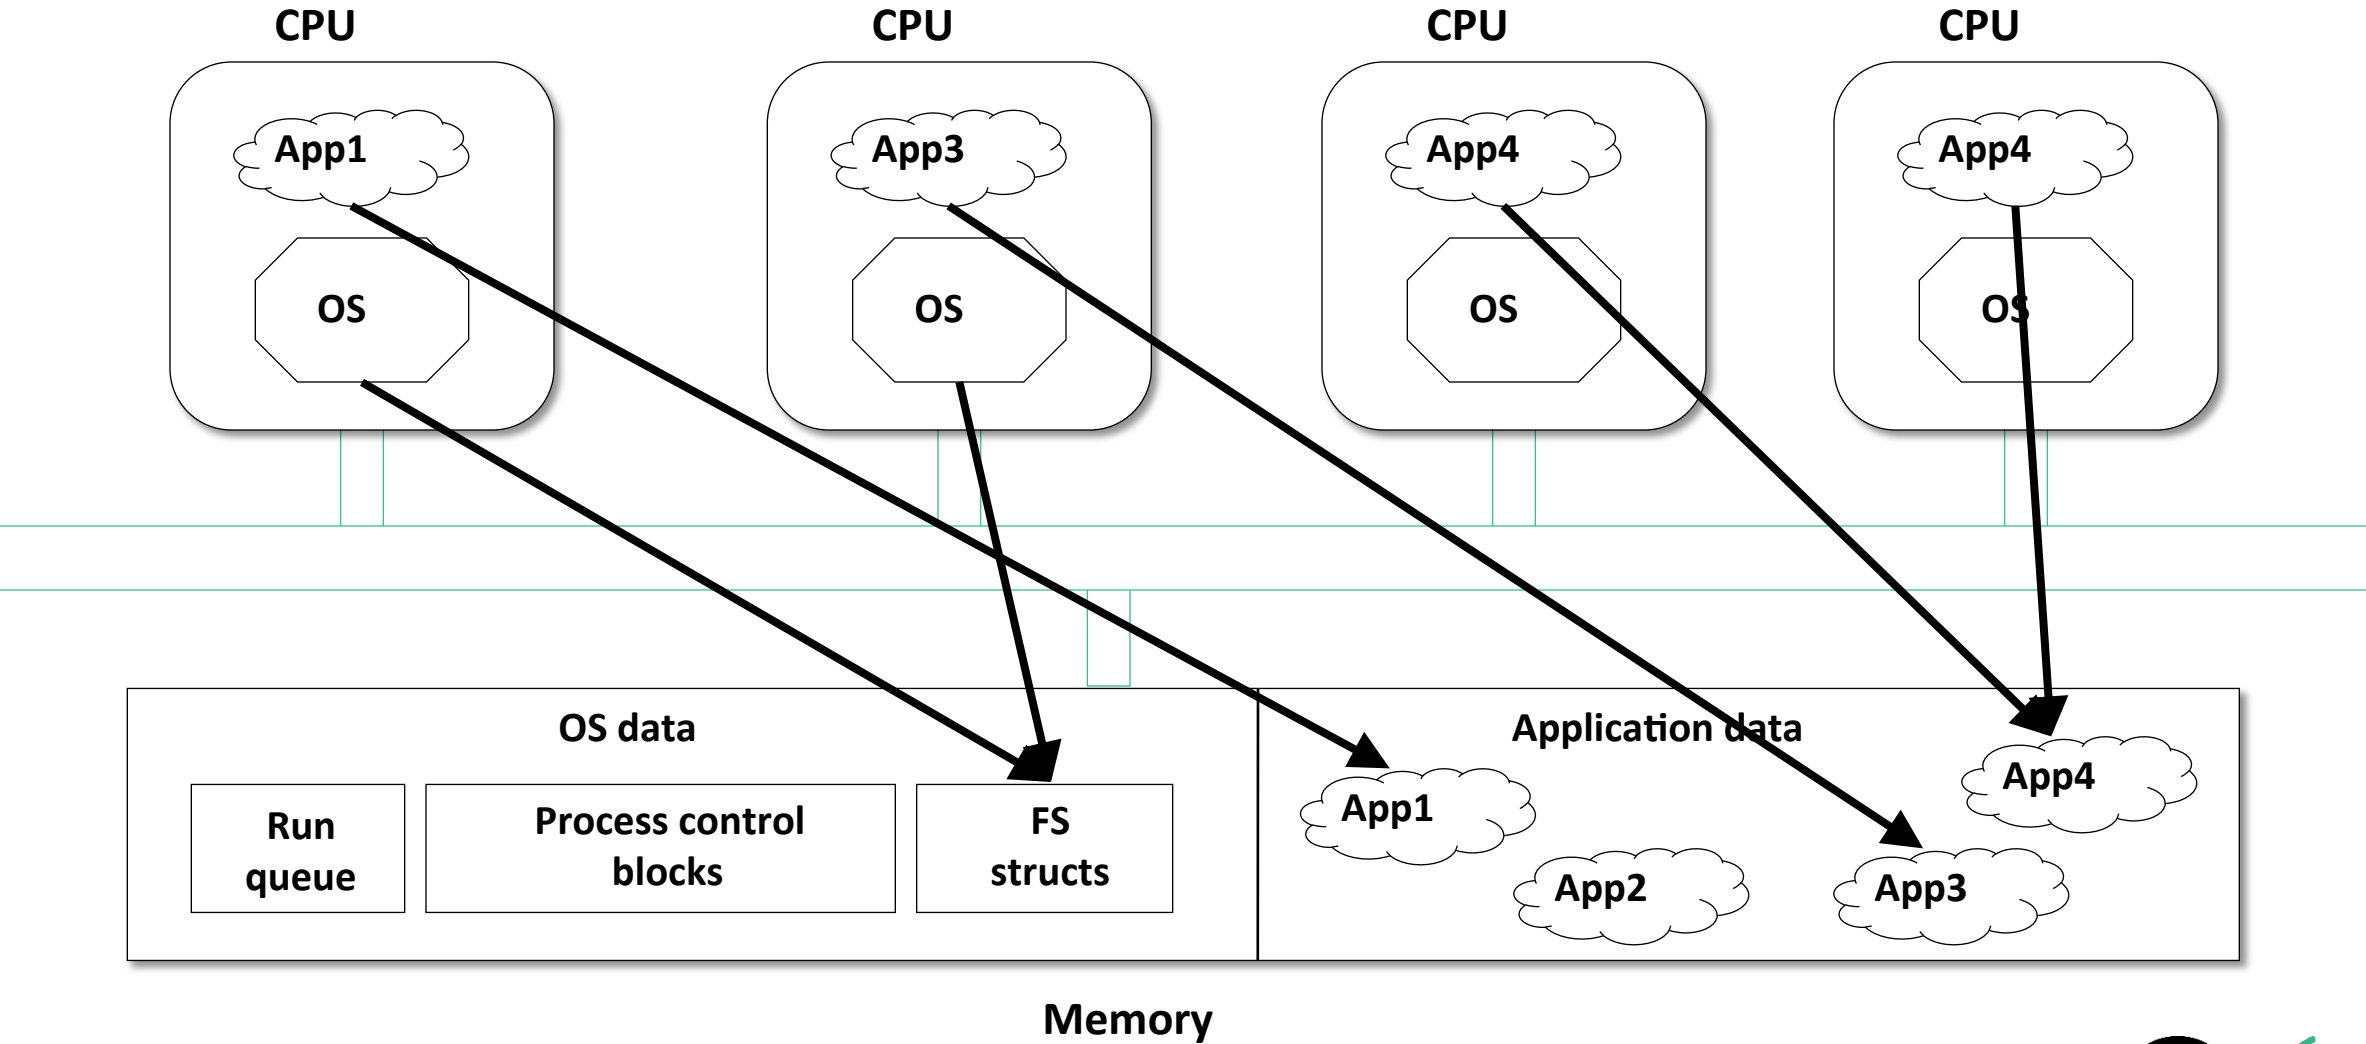 CPU CPU CPU CPU
App1 App3 App4 App4
OS OS OS OS
OS data
Application data
Run
queue
Process control
blocks
FS
structs
App1
App2
App3
App4
Memory